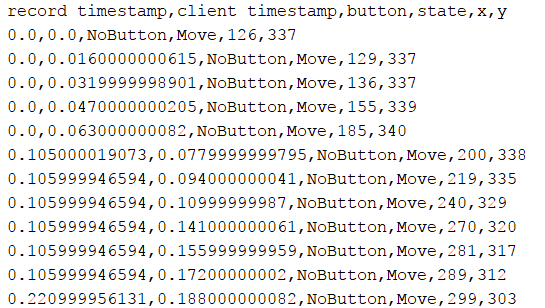 record timestamp,client timestamp,button,state,x,y
0.0,0.0,NoButton,Move,126,337
0.0,0.0160000000615,NoButton,Move,129,337
0.0,0.0319999998901,NoButton,Move,136,337
0.0,0.0470000000205,NoButton,Move,155,339
0.0,0.063000000082,NoButton,Move,185,340
0.105000019073,0.0779999999795,NoButton,Move,200,338
0.105999946594,0.094000000041,NoButton,Move,219,335
0.105999946594,0.10999999987,NoButton,Move,240,329
0.105999946594,0.141000000061,NoButton,Move,270,320
0.105999946594,0.155999999959,NoButton,Move,281,317
0.105999946594,0.17200000002,NoButton,Move,289,312
0.220999956131,0.188000000082,NoButton,Move,299,303